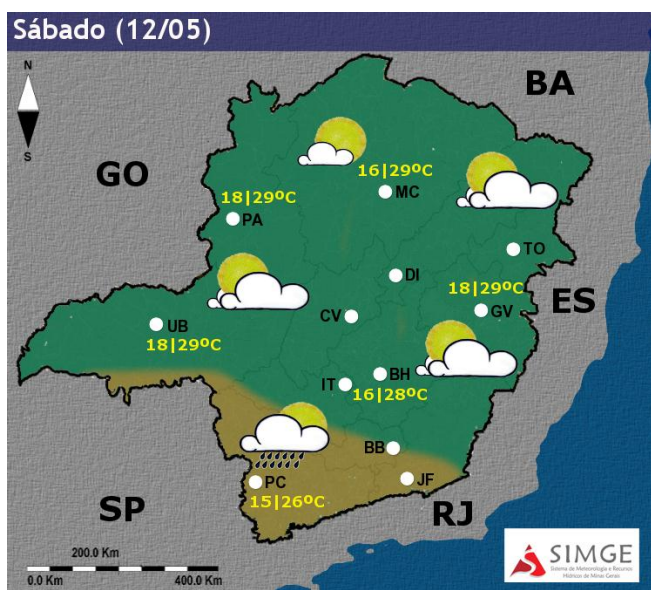 Sábado (12/05)
N
S
BA
GO
16|29ºC
MC
18|29ºC
PA
TO
DI
18|29ºC
ES
GV
CV
UB
18|29ºC
BH
IT
16|28ºC
BB
PC
JF
15|26ºC
SP
RJ
200.0 Km
0.0 Km 400.0 Km
SIMGE
Sistema de Meteorologia e Recursos
Hídricos de Minas Gerais